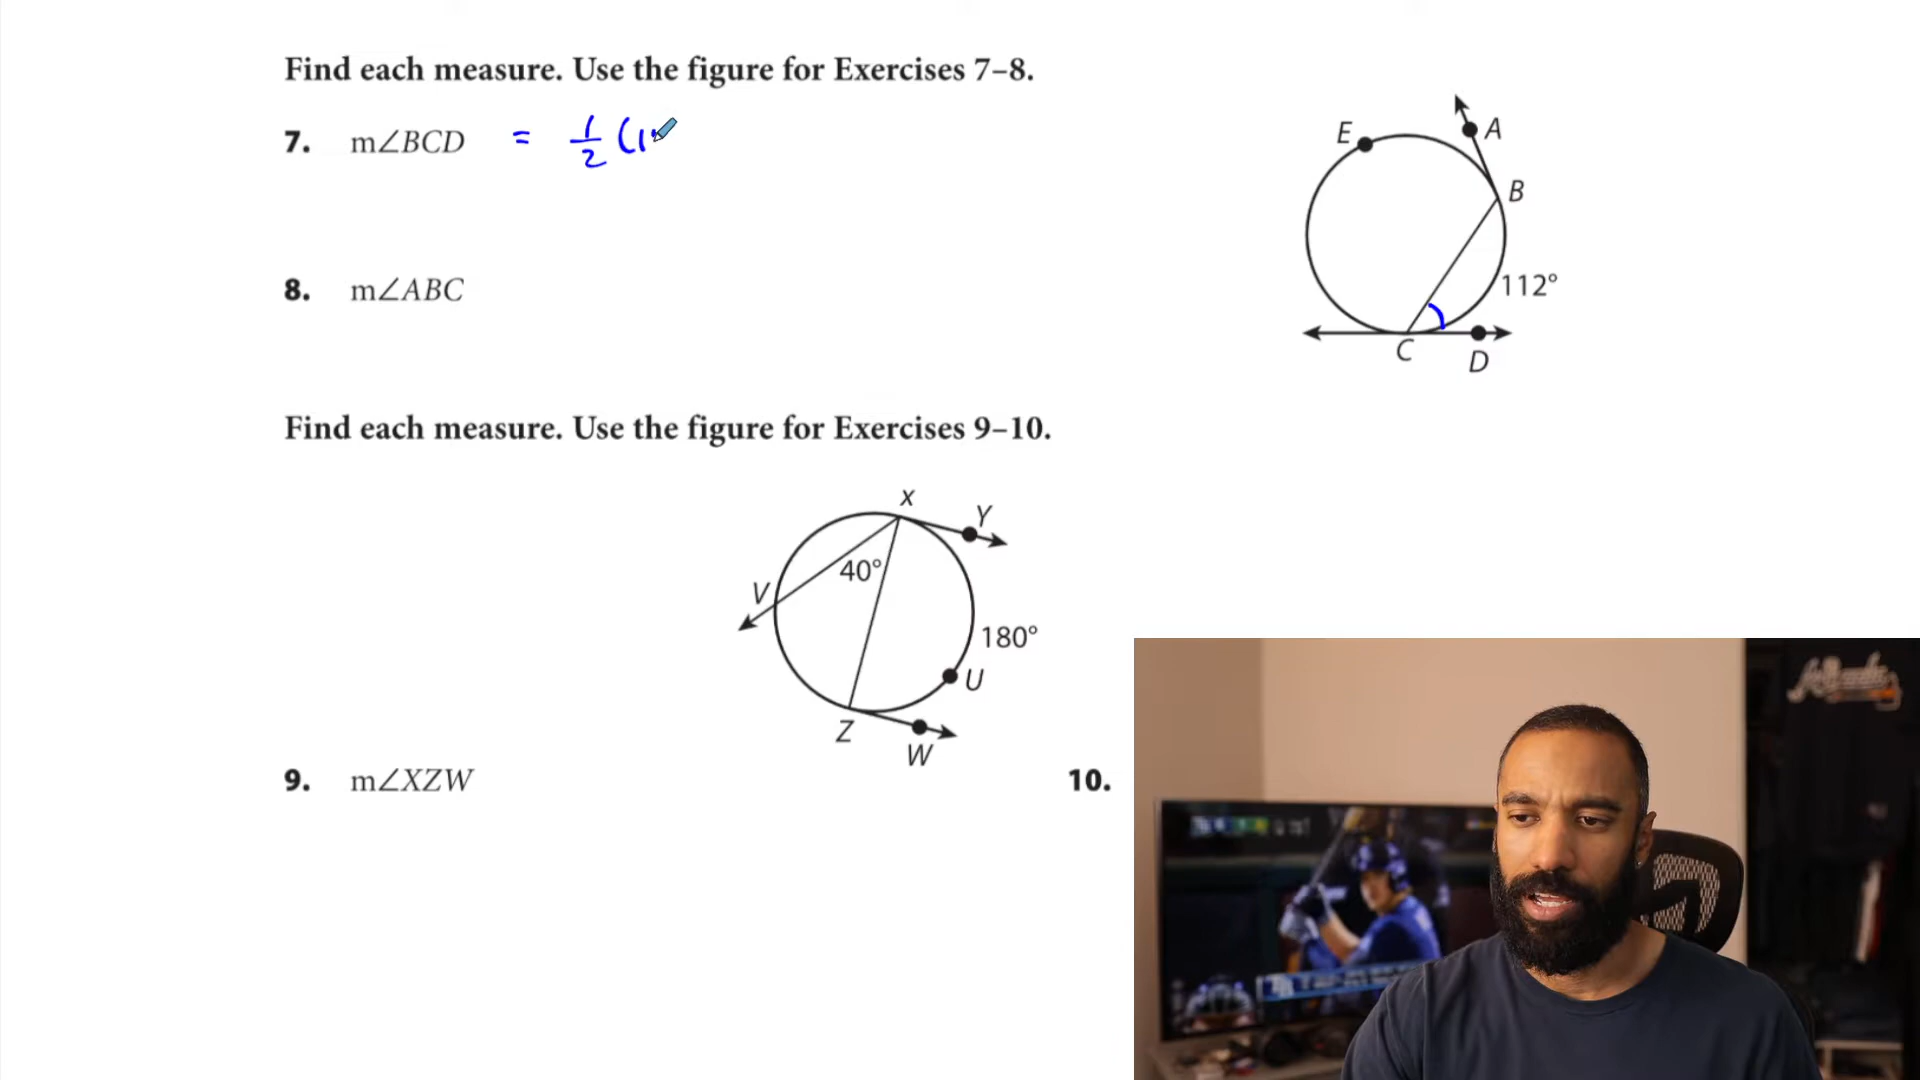 Find each measure. Use the figure for Exercises 7–8.
7. m∠BCD = 1/2 (1
E
A
B
112°
C
D
8. m∠ABC
Find each measure. Use the figure for Exercises 9–10.
X
Y
40°
V
180°
U
Z
W
9. m∠XZW
10.